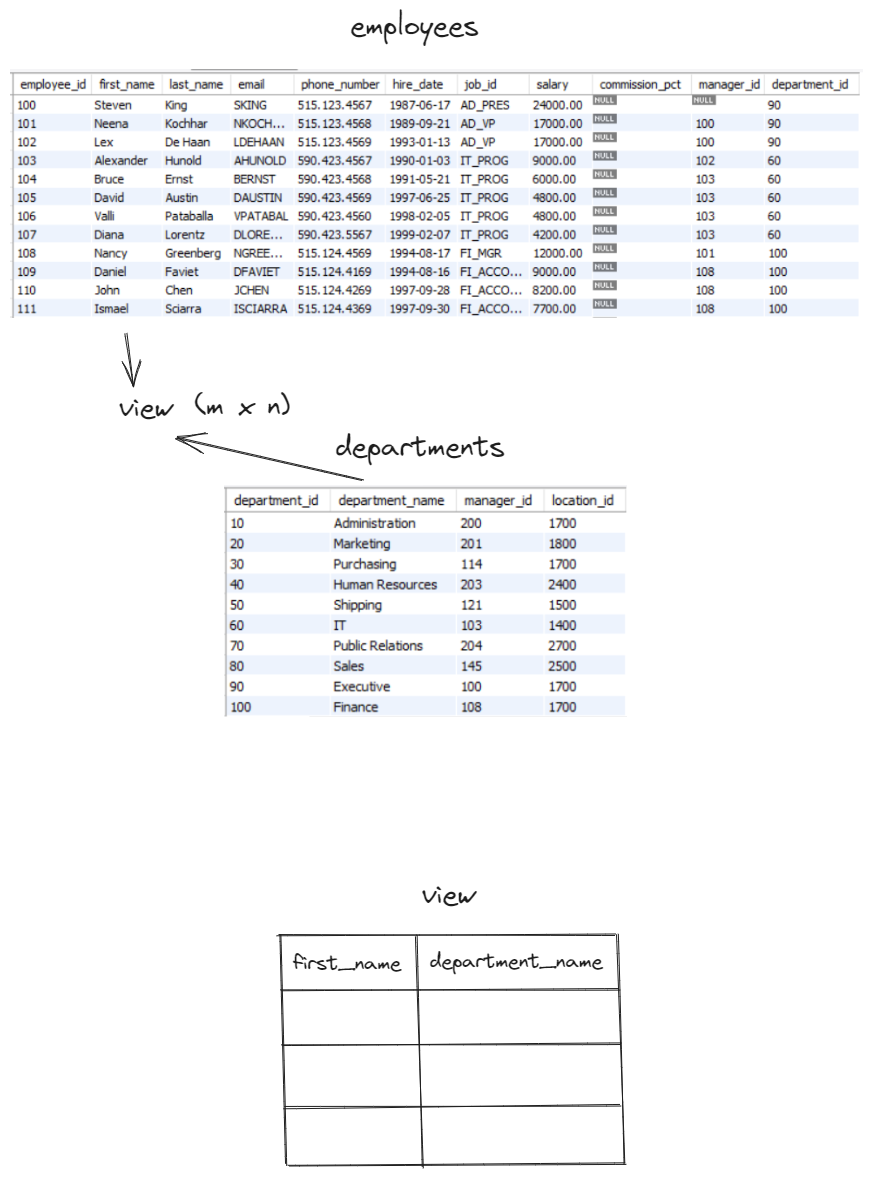 employees
employee_id first_name last_name email phone_number hire_date job_id salary commission_pct manager_id department_id
100 Steven King SKING 515.123.4567 1987-06-17 AD_PRES 24000.00 NULL NULL 90
101 Neena Kochhar NKOCH... 515.123.4568 1989-09-21 AD_VP 17000.00 NULL 100 90
102 Lex De Haan LDEHAAN 515.123.4569 1993-01-13 AD_VP 17000.00 NULL 100 90
103 Alexander Hunold AHUNOLD 590.423.4567 1990-01-03 IT_PROG 9000.00 NULL 102 60
104 Bruce Ernst BERNST 590.423.4568 1991-05-21 IT_PROG 6000.00 NULL 103 60
105 David Austin DAUSTIN 590.423.4569 1997-06-25 IT_PROG 4800.00 NULL 103 60
106 Valli Pataballa VPATABAL 590.423.4560 1998-02-05 IT_PROG 4800.00 NULL 103 60
107 Diana Lorentz DLORE... 590.423.5567 1999-02-07 IT_PROG 4200.00 NULL 103 60
108 Nancy Greenberg NGREE... 515.124.4569 1994-08-17 FI_MGR 12000.00 NULL 101 100
109 Daniel Faviet DFAVIET 515.124.4169 1994-08-16 FI_ACCO... 9000.00 NULL 108 100
110 John Chen JCHEN 515.124.4269 1997-09-28 FI_ACCO... 8200.00 NULL 108 100
111 Ismael Sciarra ISCIARRA 515.124.4369 1997-09-30 FI_ACCO... 7700.00 NULL 108 100
view (m x n)
departments
department_id department_name manager_id location_id
10 Administration 200 1700
20 Marketing 201 1800
30 Purchasing 114 1700
40 Human Resources 203 2400
50 Shipping 121 1500
60 IT 103 1400
70 Public Relations 204 2700
80 Sales 145 2500
90 Executive 100 1700
100 Finance 108 1700
view
first_name department_name